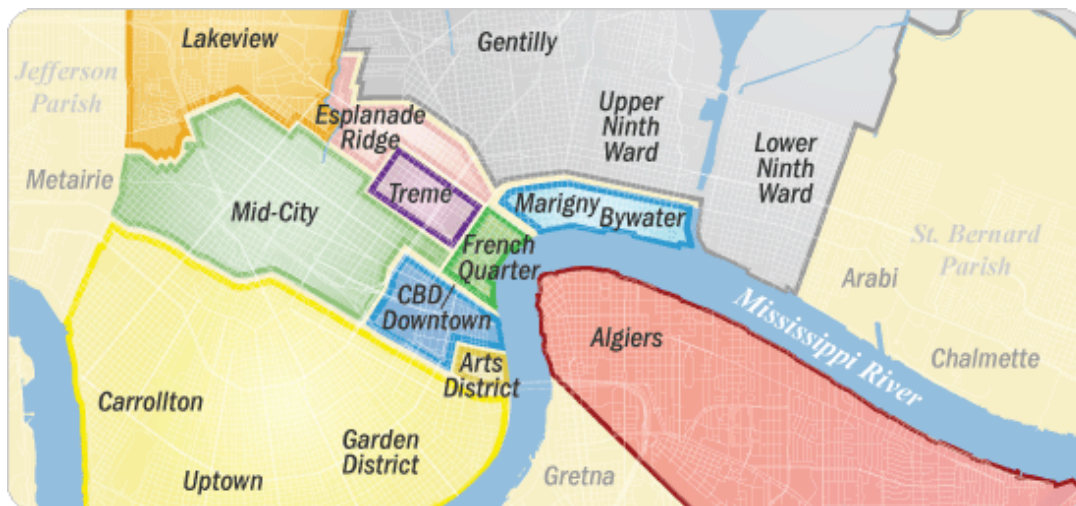 Lakeview
Gentilly
Jefferson
Parish
Esplanade
Ridge
Upper
Ninth
Ward
Lower
Ninth
Ward
Metairie
Tremé
Mid-City
Marigny
Bywater
French
Quarter
St. Bernard
Parish
Arabi
CBD/
Downtown
Mississippi River
Algiers
Chalmette
Arts
District
Carrollton
Garden
District
Uptown
Gretna